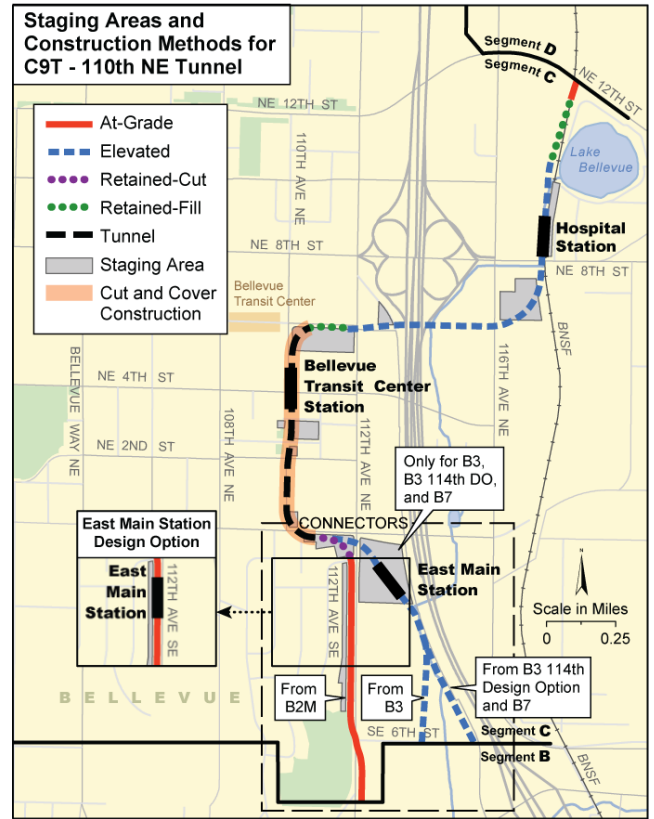 Staging Areas and
Construction Methods for
C9T - 110th NE Tunnel
Segment D
Segment C
NE 12TH ST
NE 12TH ST
At-Grade
Elevated
Retained-Cut
Retained-Fill
Tunnel
Staging Area
Cut and Cover
Construction
110TH AVE NE
Lake
Bellevue
Hospital
Station
NE 8TH ST
NE 8TH ST
Bellevue
Transit Center
BNSF
116TH AVE NE
BELLEVUE
WAY NE
NE 4TH ST
Bellevue
Transit Center
Station
108TH AVE NE
112TH AVE NE
NE 2ND ST
Only for B3,
B3 114th DO,
and B7
CONNECTORS
East Main Station
Design Option
East
Main
Station
112TH AVE SE
112TH AVE SE
East Main
Station
N
Scale in Miles
0 0.25
BELLEVUE
From
B2M
From
B3
From B3 114th
Design Option
and B7
SE 6TH ST
Segment C
Segment B
BNSF